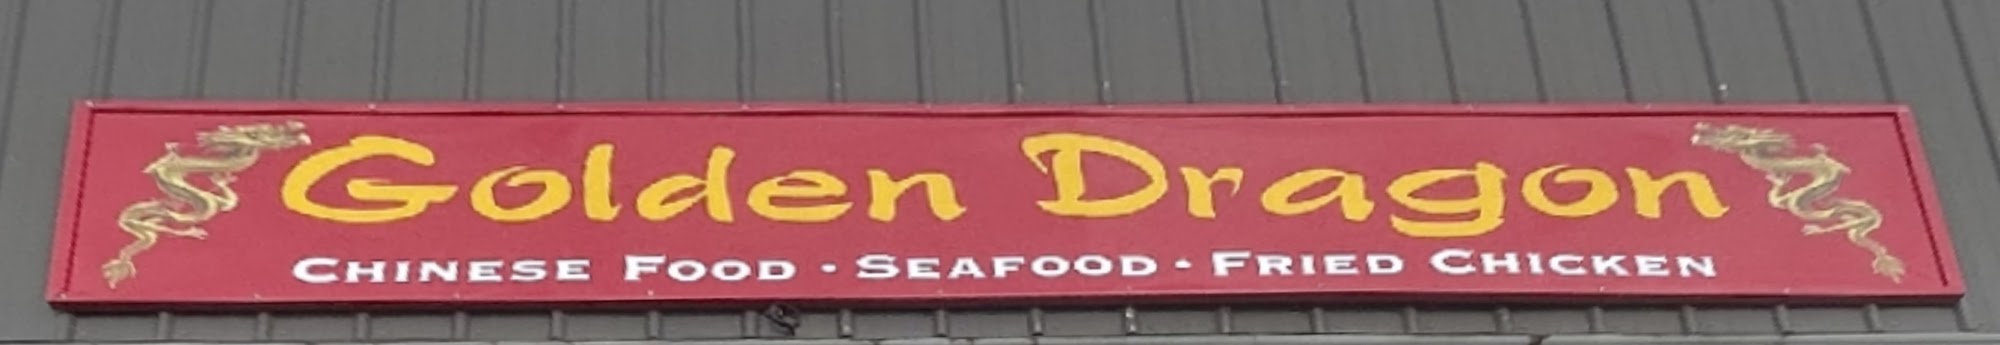 Golden Dragon
CHINESE FOOD · SEAFOOD · FRIED CHICKEN